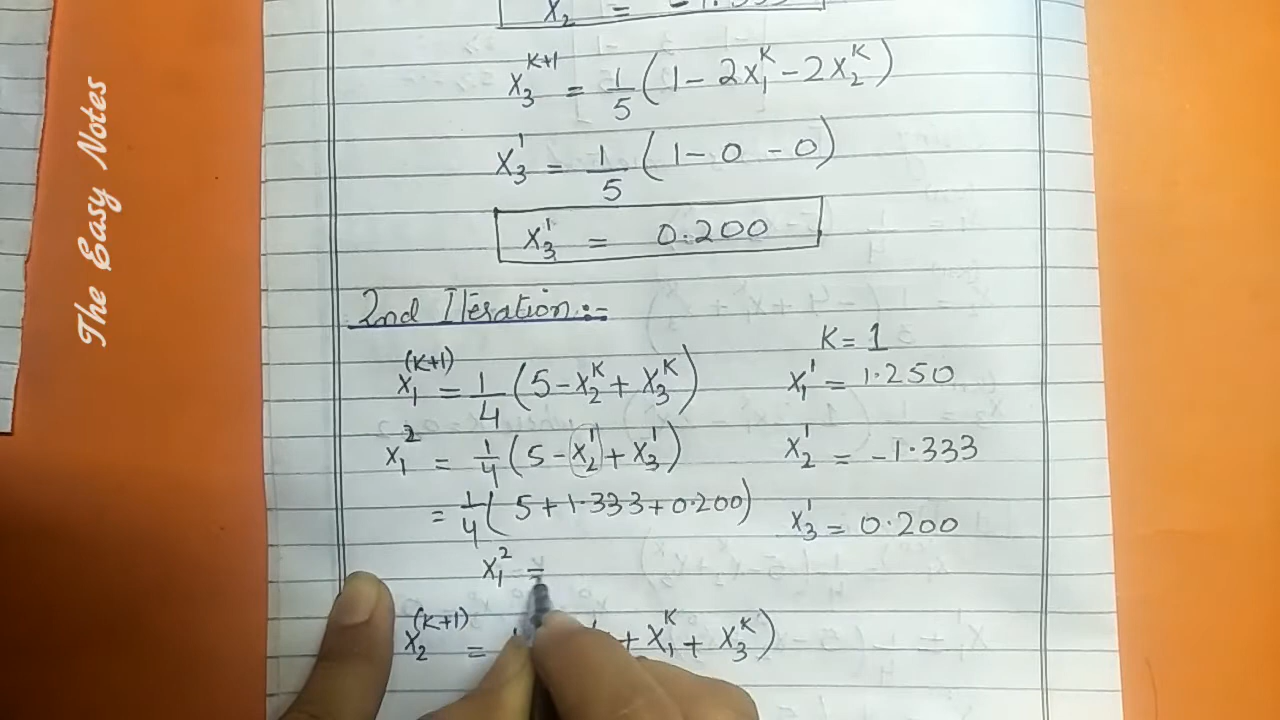 The Easy Notes
x₂ = -1.333
x₃^(k+1) = 1/5 (1 - 2x₁^k - 2x₂^k)
x₃^1 = 1/5 (1 - 0 - 0)
x₃^1 = 0.200
2nd Iteration :-
K = 1
x₁^(k+1) = 1/4 (5 - x₂^k + x₃^k)
x₁^1 = 1.250
x₁^2 = 1/4 (5 - x₂^1 + x₃^1)
x₂^1 = -1.333
= 1/4 (5 + 1.333 + 0.200)
x₃^1 = 0.200
x₁^2 =
x₂^(k+1) = + x₁^k + x₃^k)